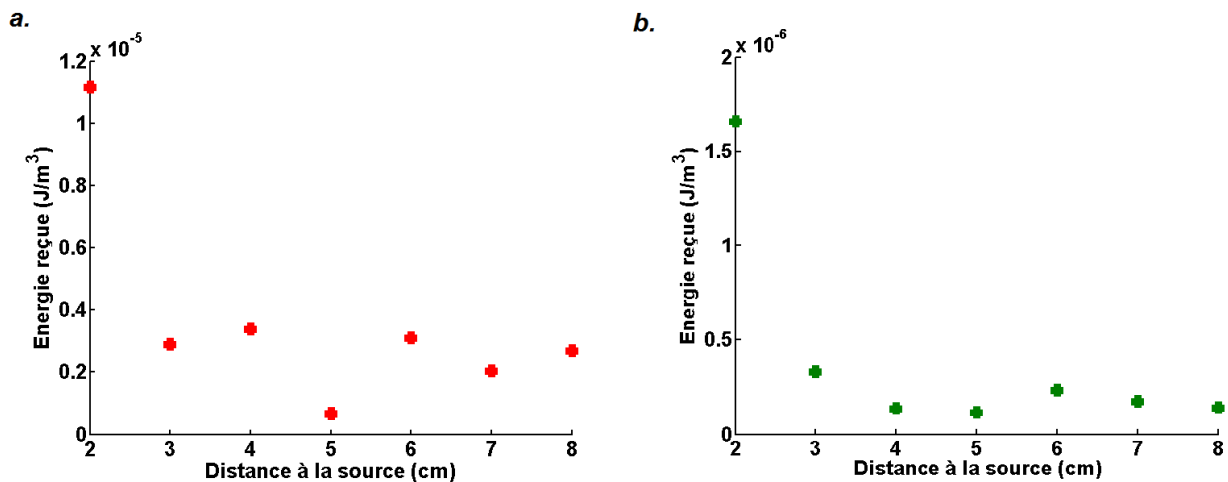 a.
x 10-5
1.2
1
0.8
0.6
0.4
0.2
0
Energie reçue (J/m3)
2 3 4 5 6 7 8
Distance à la source (cm)
b.
x 10-6
2
1.5
1
0.5
0
Energie reçue (J/m3)
2 3 4 5 6 7 8
Distance à la source (cm)